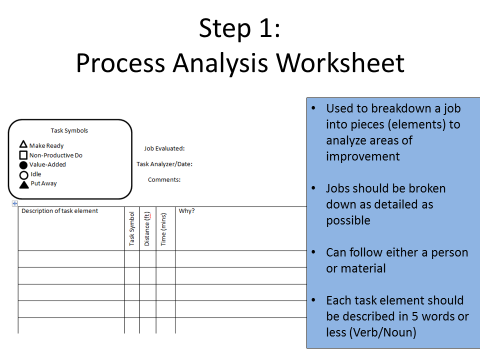 Step 1:
Process Analysis Worksheet
Task Symbols
Make Ready
Non-Productive Do
Value-Added
Idle
Put Away
Job Evaluated:
Task Analyzer/Date:
Comments:
Description of task element
Task Symbol
Distance (ft)
Time (mins)
Why?
• Used to breakdown a job
into pieces (elements) to
analyze areas of
improvement
• Jobs should be broken
down as detailed as
possible
• Can follow either a person
or material
• Each task element should
be described in 5 words or
less (Verb/Noun)